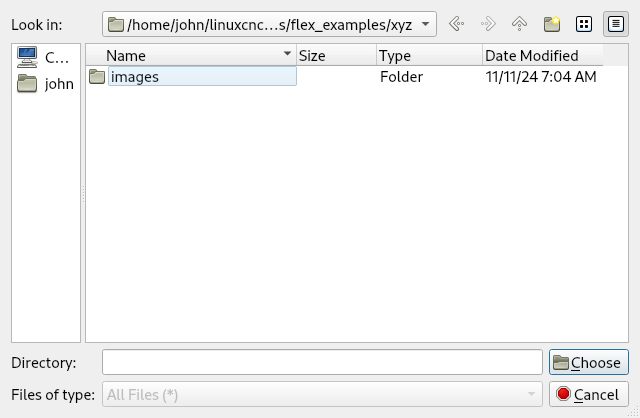 Look in: /home/john/linuxcnc...s/flex_examples/xyz
C... Name Size Type Date Modified
images Folder 11/11/24 7:04 AM
john
Directory: Choose
Files of type: All Files (*) Cancel